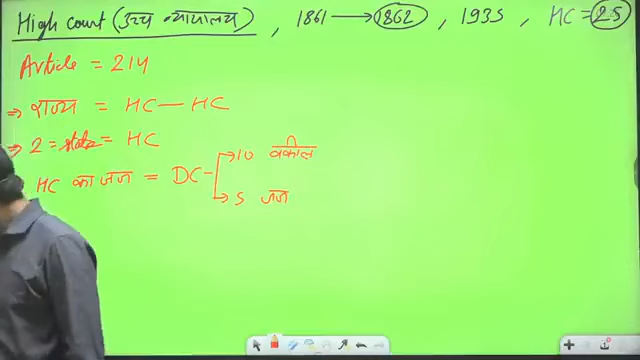 High court (उच्च न्यायालय) , 1861 → 1862 , 1935 , HC = 25
Article = 214
⇒ राज्य = HC — HC
⇒ 2 = state = HC
HC का जज = DC → 10 वकील
→ 5 जज